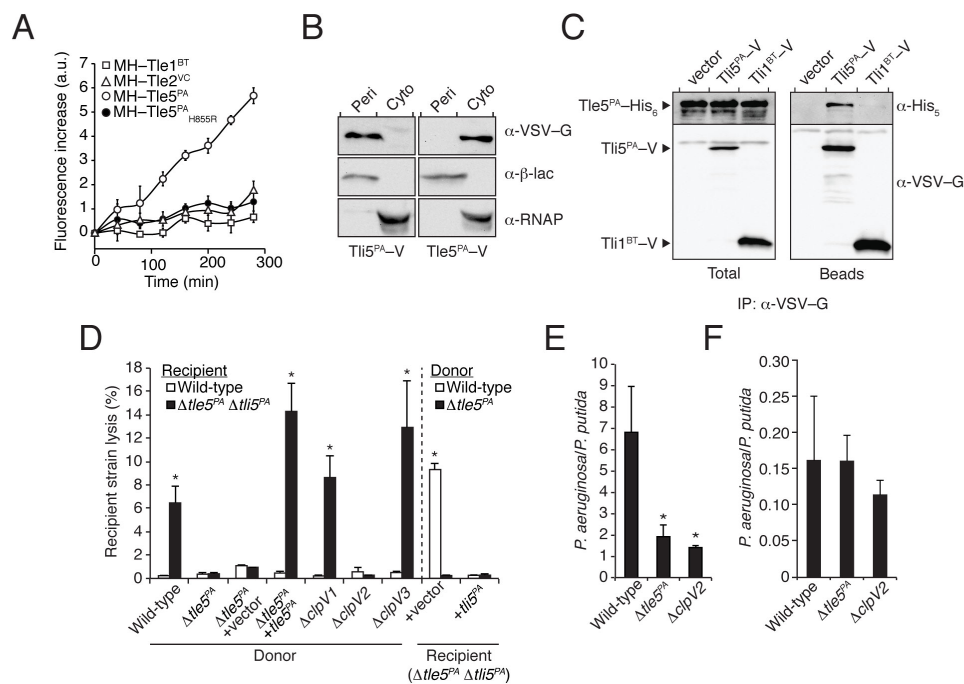 A
Fluorescence increase (a.u.)
7
6
5
4
3
2
1
0
MH–Tle1ᴮᵀ
MH–Tle2ⱽᶜ
MH–Tle5ᴾᴬ
MH–Tle5ᴾᴬ H855R
0 100 200 300
Time (min)
B
Peri Cyto Peri Cyto
α-VSV–G
α-β-lac
α-RNAP
Tli5ᴾᴬ–V Tle5ᴾᴬ–V
C
vector Tli5ᴾᴬ–V Tli1ᴮᵀ–V vector Tli5ᴾᴬ–V Tli1ᴮᵀ–V
Tle5ᴾᴬ–His₆
α-His₅
Tli5ᴾᴬ–V
α-VSV–G
Tli1ᴮᵀ–V
Total Beads
IP: α-VSV–G
D
Recipient strain lysis (%)
18
16
14
12
10
8
6
4
2
0
Recipient
Wild-type
Δtle5ᴾᴬ Δtli5ᴾᴬ
Donor
Wild-type
Δtle5ᴾᴬ
* * * * *
Wild-type
Δtle5ᴾᴬ
Δtle5ᴾᴬ
+vector
Δtle5ᴾᴬ
+tle5ᴾᴬ
ΔclpV1
ΔclpV2
ΔclpV3
+vector
+tli5ᴾᴬ
Donor
Recipient
(Δtle5ᴾᴬ Δtli5ᴾᴬ)
E
P. aeruginosa/P. putida
10
9
8
7
6
5
4
3
2
1
0
* *
Wild-type
Δtle5ᴾᴬ
ΔclpV2
F
P. aeruginosa/P. putida
0.30
0.25
0.20
0.15
0.10
0.05
0
Wild-type
Δtle5ᴾᴬ
ΔclpV2